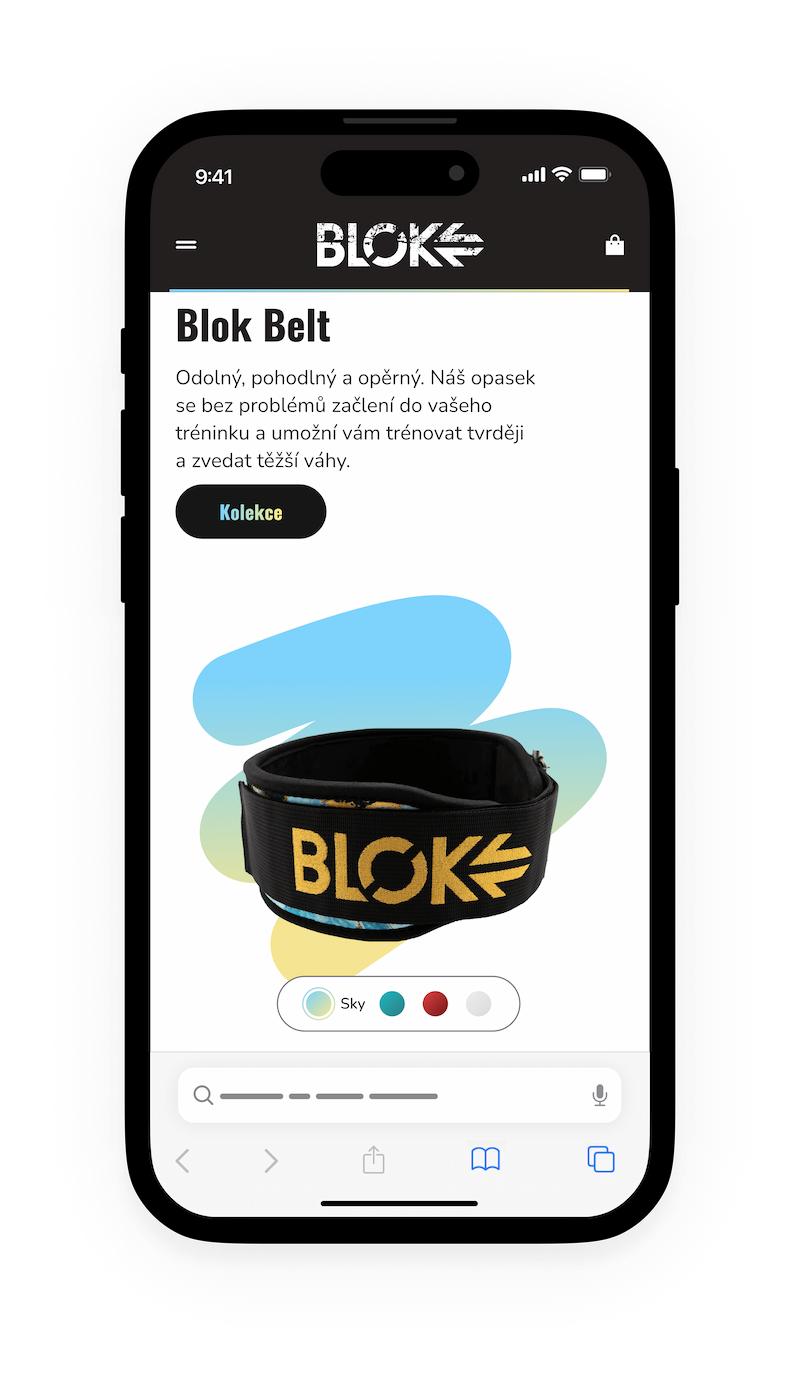 9:41
BLOK
Blok Belt
Odolný, pohodlný a opěrný. Náš opasek
se bez problémů začlení do vašeho
tréninku a umožní vám trénovat tvrději
a zvedat těžší váhy.
Kolekce
BLOK
Sky